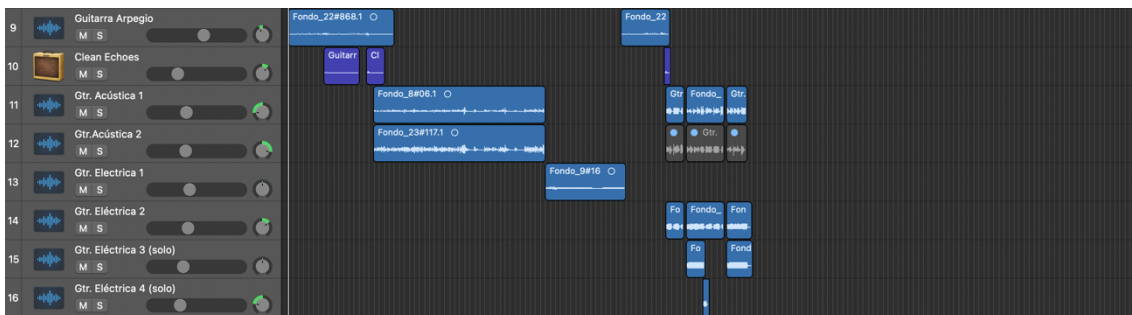 9 Guitarra Arpegio Fondo_22#868.1 Fondo_22
M S
10 Clean Echoes Guitarr Cl
M S
11 Gtr. Acústica 1 Fondo_8#06.1 Gtr Fondo_ Gtr.
M S
12 Gtr.Acústica 2 Fondo_23#117.1 Gtr.
M S
13 Gtr. Electrica 1 Fondo_9#16
M S
14 Gtr. Eléctrica 2 Fo Fondo_ Fon
M S
15 Gtr. Eléctrica 3 (solo) Fo Fond
M S
16 Gtr. Eléctrica 4 (solo)
M S